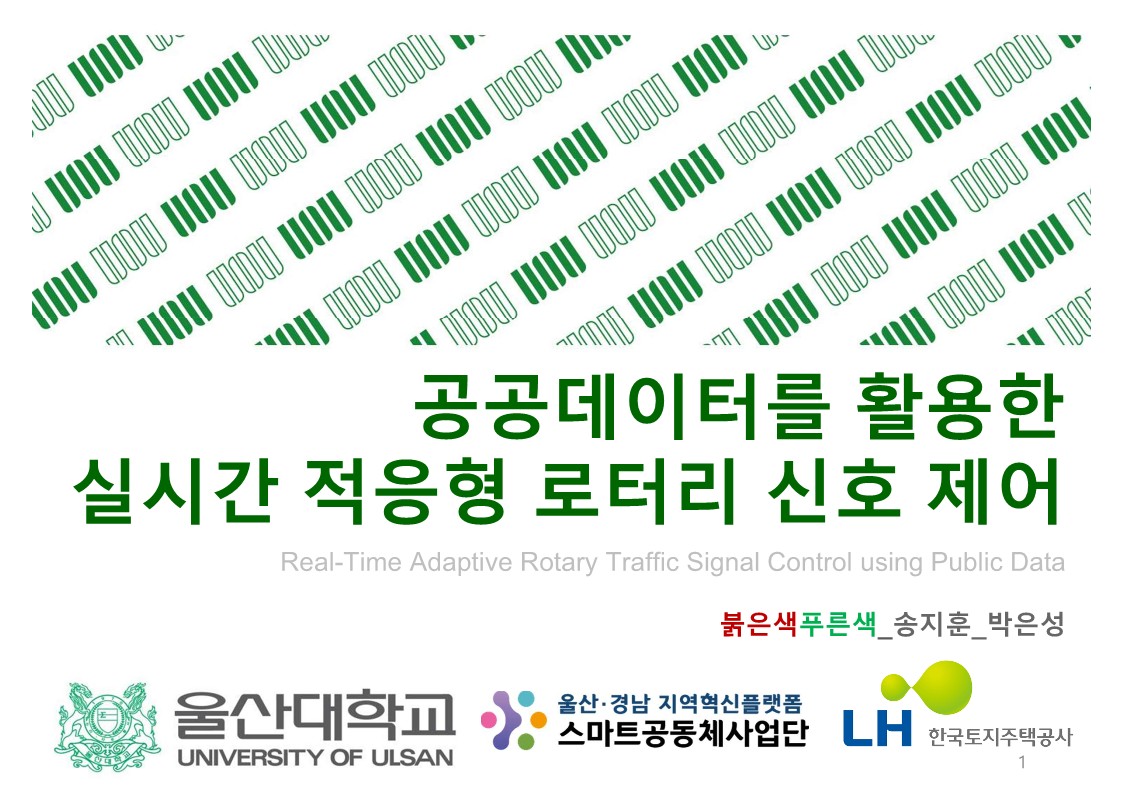 공공데이터를 활용한
실시간 적응형 로터리 신호 제어
Real-Time Adaptive Rotary Traffic Signal Control using Public Data
붉은색푸른색_송지훈_박은성
울산대학교
UNIVERSITY OF ULSAN
울산·경남 지역혁신플랫폼
스마트공동체사업단
LH 한국토지주택공사
1